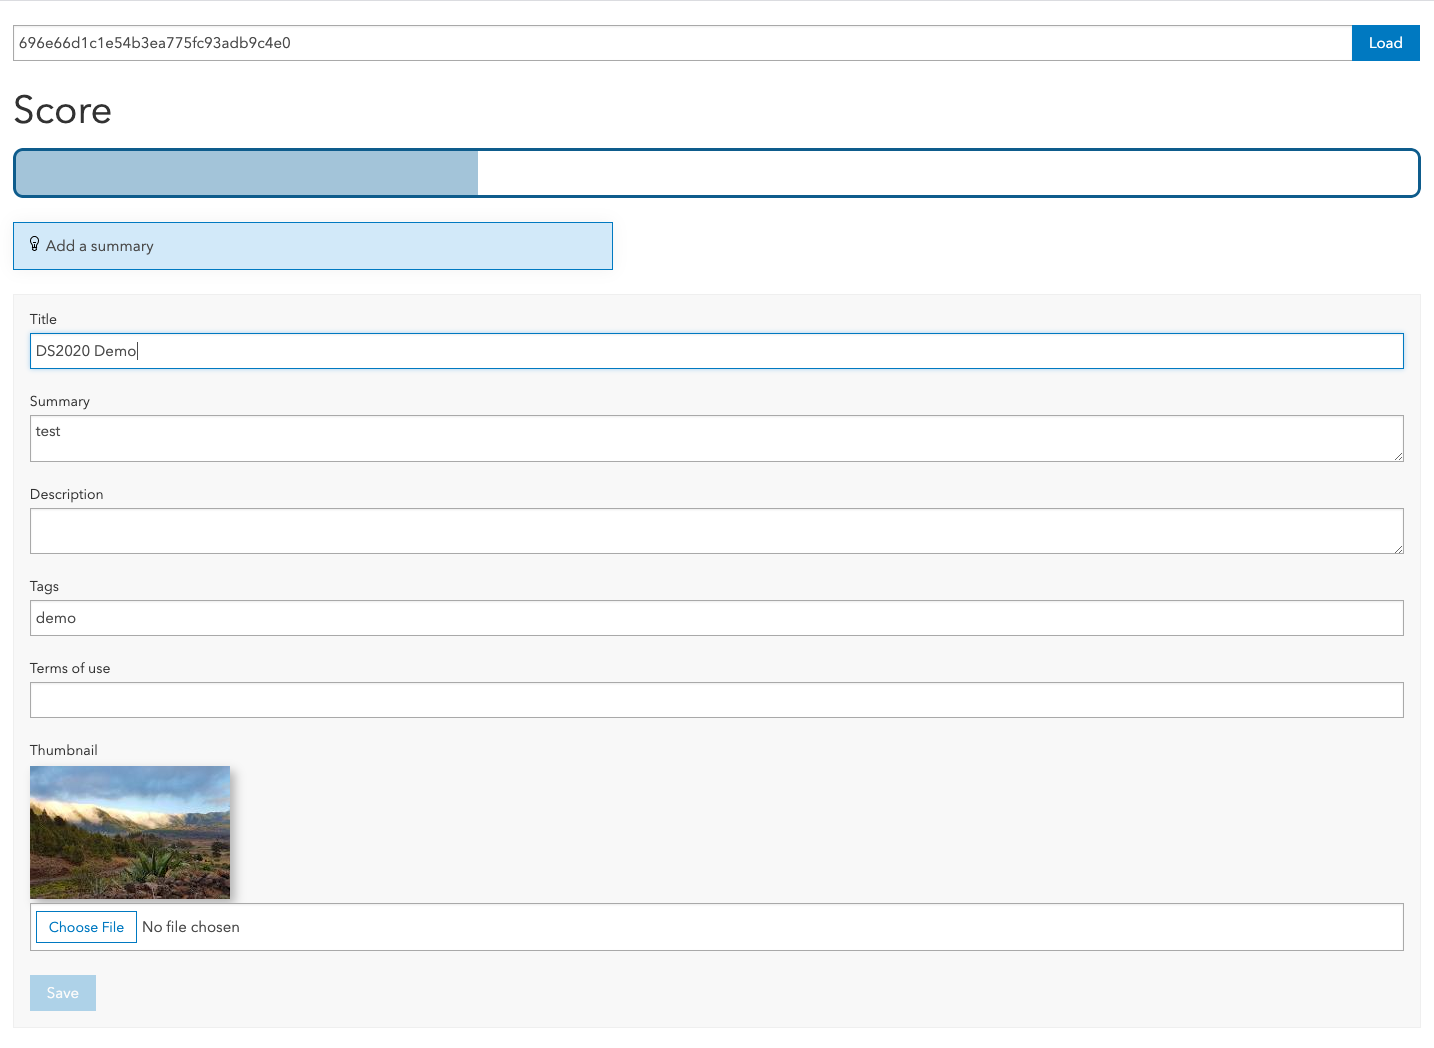 696e66d1c1e54b3ea775fc93adb9c4e0
Load
Score
Add a summary
Title
DS2020 Demo
Summary
test
Description
Tags
demo
Terms of use
Thumbnail
Choose File No file chosen
Save